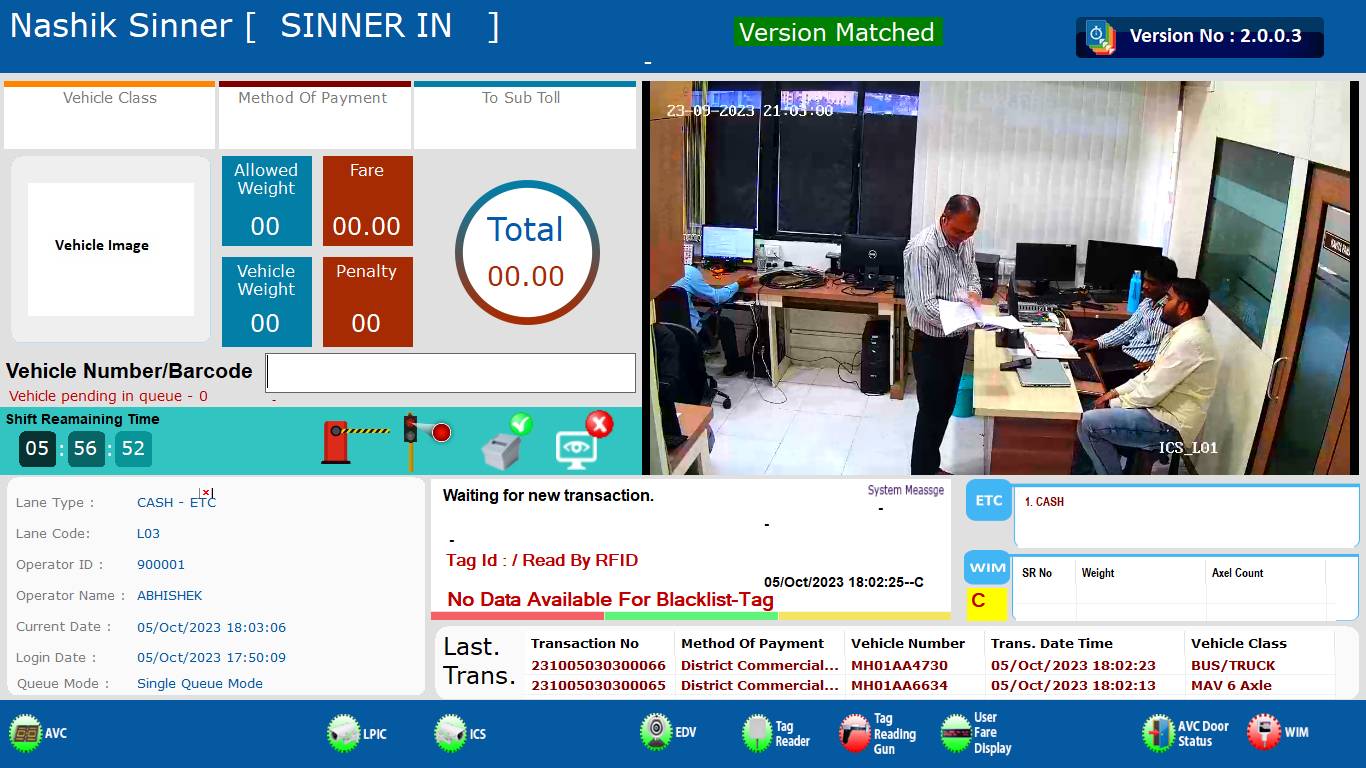 Nashik Sinner [ SINNER IN ]
Version Matched
Version No : 2.0.0.3
-
Vehicle Class
Method Of Payment
To Sub Toll
Vehicle Image
Allowed
Weight
00
Fare
00.00
Vehicle
Weight
00
Penalty
00
Total
00.00
23-09-2023 21:03:00
ICS_L01
Vehicle Number/Barcode
Vehicle pending in queue - 0
-
Shift Reamaining Time
05 : 56 : 52
Lane Type : CASH - ETC
Lane Code: L03
Operator ID : 900001
Operator Name : ABHISHEK
Current Date : 05/Oct/2023 18:03:06
Login Date : 05/Oct/2023 17:50:09
Queue Mode : Single Queue Mode
Waiting for new transaction.
System Meassge
-
-
-
Tag Id : / Read By RFID
05/Oct/2023 18:02:25--C
No Data Available For Blacklist-Tag
ETC
1. CASH
WIM
C
SR No Weight Axel Count
Last.
Trans.
Transaction No Method Of Payment Vehicle Number Trans. Date Time Vehicle Class
231005030300066 District Commercial... MH01AA4730 05/Oct/2023 18:02:23 BUS/TRUCK
231005030300065 District Commercial... MH01AA6634 05/Oct/2023 18:02:13 MAV 6 Axle
AVC
LPIC
ICS
EDV
Tag
Reader
Tag
Reading
Gun
User
Fare
Display
AVC Door
Status
WIM